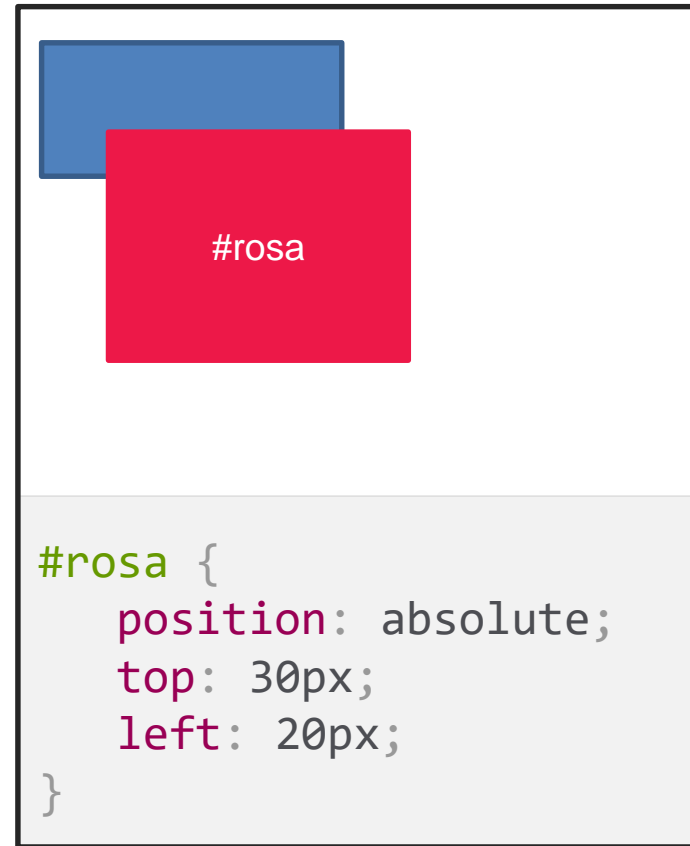 #rosa
#rosa {
position: absolute;
top: 30px;
left: 20px;
}